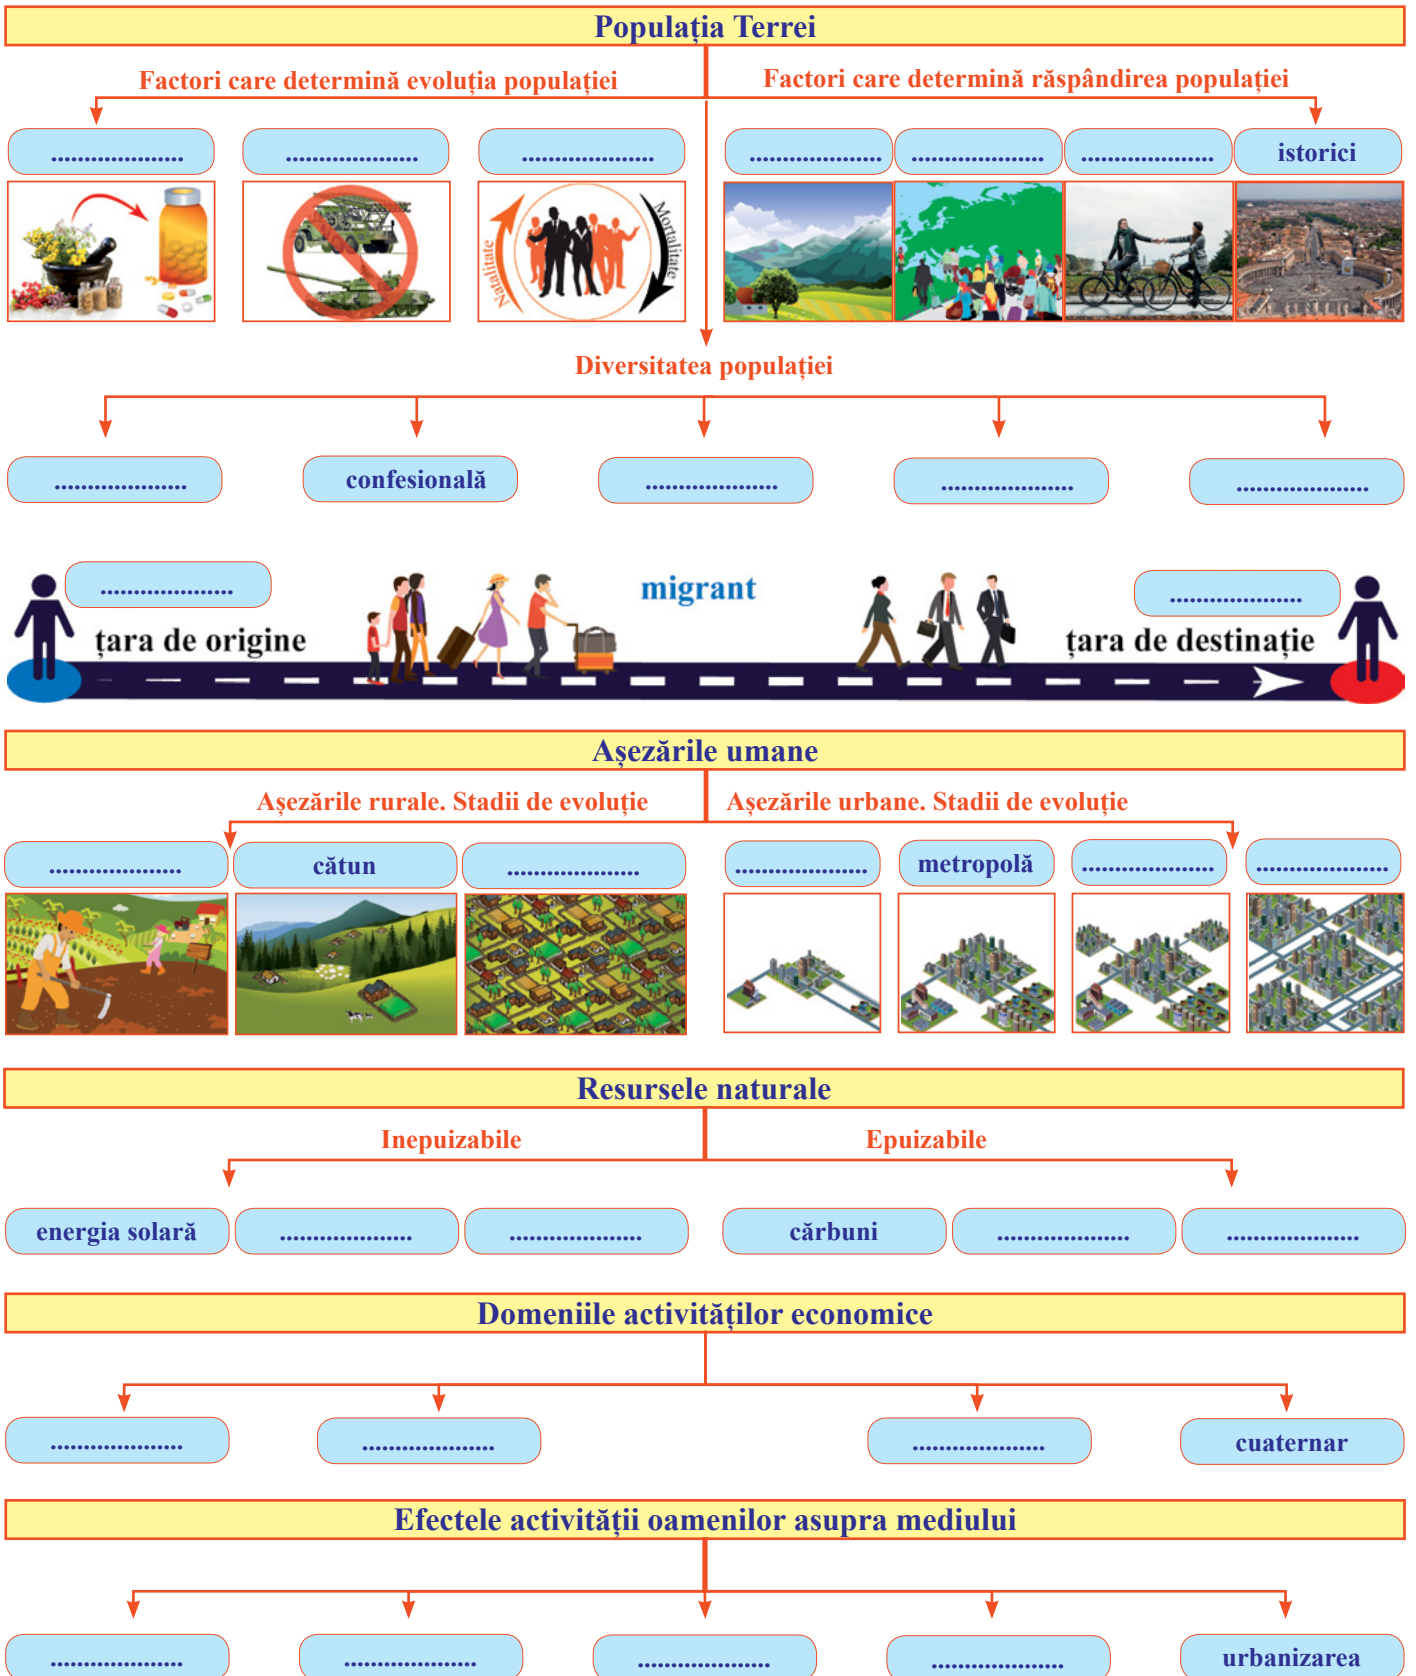 Populația Terrei
Factori care determină evoluția populației
Factori care determină răspândirea populației
.................... .................... .................... .................... .................... .................... istorici
Natalitate
Mortalitate
Diversitatea populației
.................... confesională .................... .................... ....................
.................... migrant ....................
țara de origine
țara de destinație
Așezările umane
Așezările rurale. Stadii de evoluție
Așezările urbane. Stadii de evoluție
.................... cătun .................... .................... metropolă .................... ....................
Resursele naturale
Inepuizabile
Epuizabile
energia solară .................... .................... cărbuni .................... ....................
Domeniile activităților economice
.................... .................... .................... cuaternar
Efectele activității oamenilor asupra mediului
.................... .................... .................... .................... urbanizarea